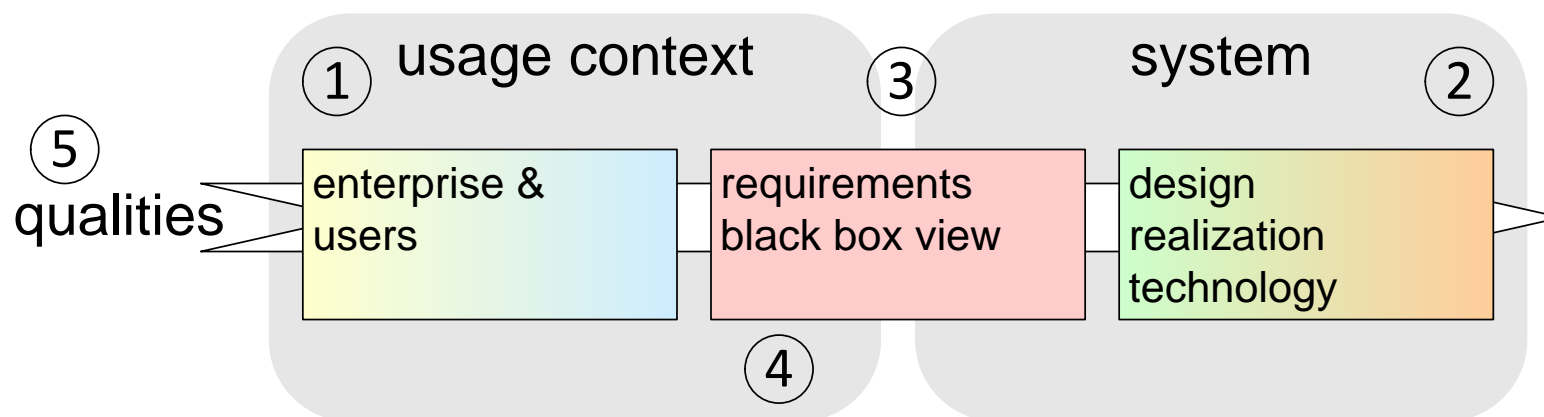 usage context
system
1
3
2
5
qualities
enterprise &
users
requirements
black box view
design
realization
technology
4